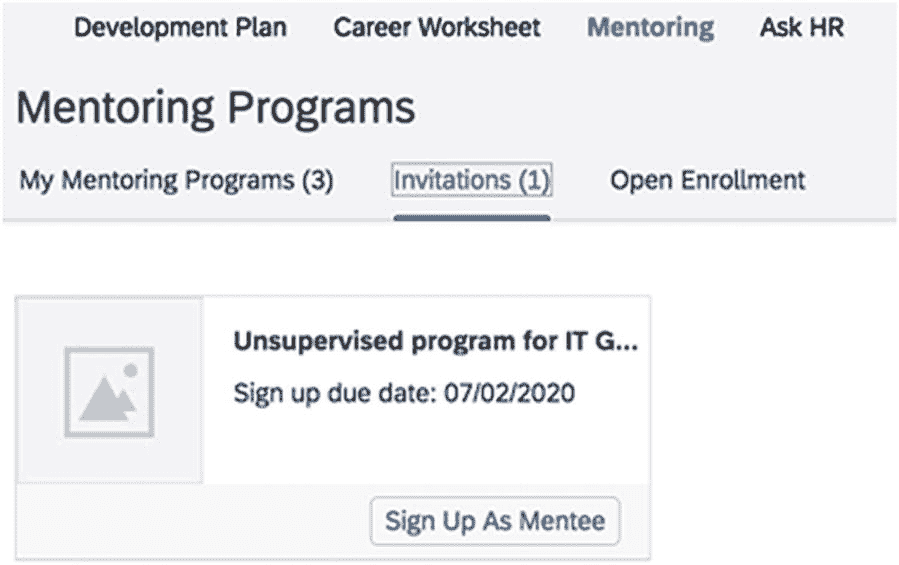 Development Plan Career Worksheet Mentoring Ask HR
Mentoring Programs
My Mentoring Programs (3) Invitations (1) Open Enrollment
Unsupervised program for IT G...
Sign up due date: 07/02/2020
Sign Up As Mentee